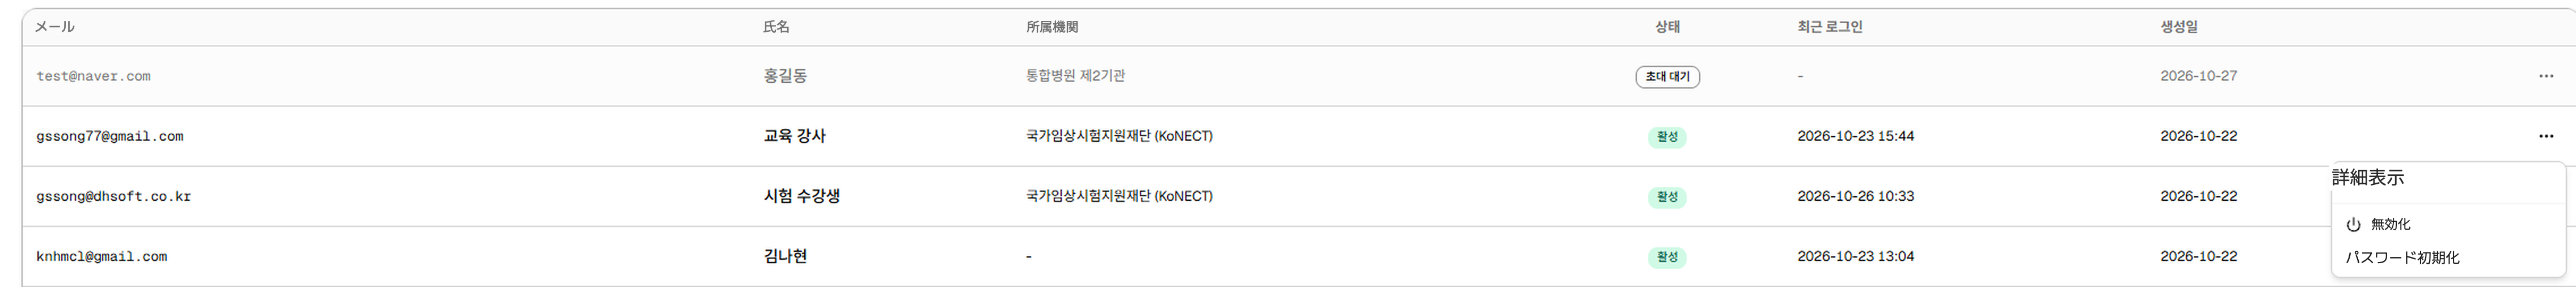 メール 氏名 所属機関 상태 최근 로그인 생성일
test@naver.com 홍길동 통합병원 제2기관 초대 대기 - 2026-10-27 ···
gssong77@gmail.com 교육 강사 국가임상시험지원재단 (KoNECT) 활성 2026-10-23 15:44 2026-10-22 ···
gssong@dhsoft.co.kr 시험 수강생 국가임상시험지원재단 (KoNECT) 활성 2026-10-26 10:33 2026-10-22
knhmcl@gmail.com 김나현 - 활성 2026-10-23 13:04 2026-10-22
詳細表示
無効化
パスワード初期化